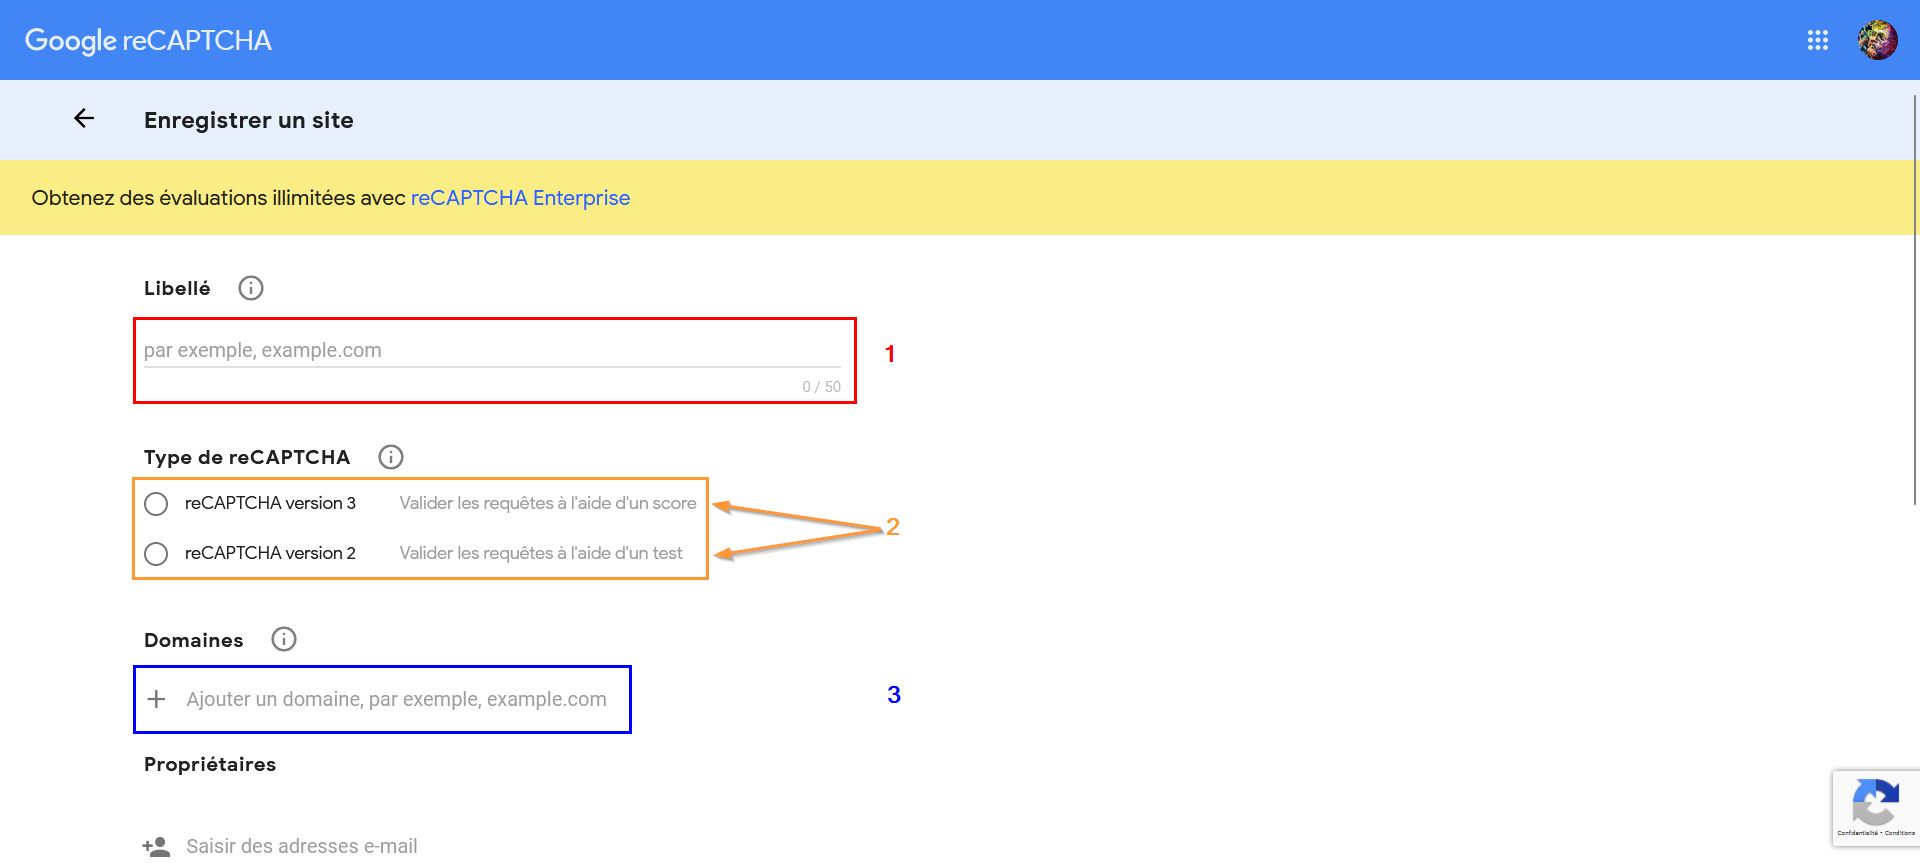 Google reCAPTCHA
Enregistrer un site
Obtenez des évaluations illimitées avec reCAPTCHA Enterprise
Libellé
par exemple, example.com
1
0 / 50
Type de reCAPTCHA
reCAPTCHA version 3 Valider les requêtes à l'aide d'un score
2
reCAPTCHA version 2 Valider les requêtes à l'aide d'un test
Domaines
Ajouter un domaine, par exemple, example.com
3
Propriétaires
Saisir des adresses e-mail
Confidentialité - Conditions